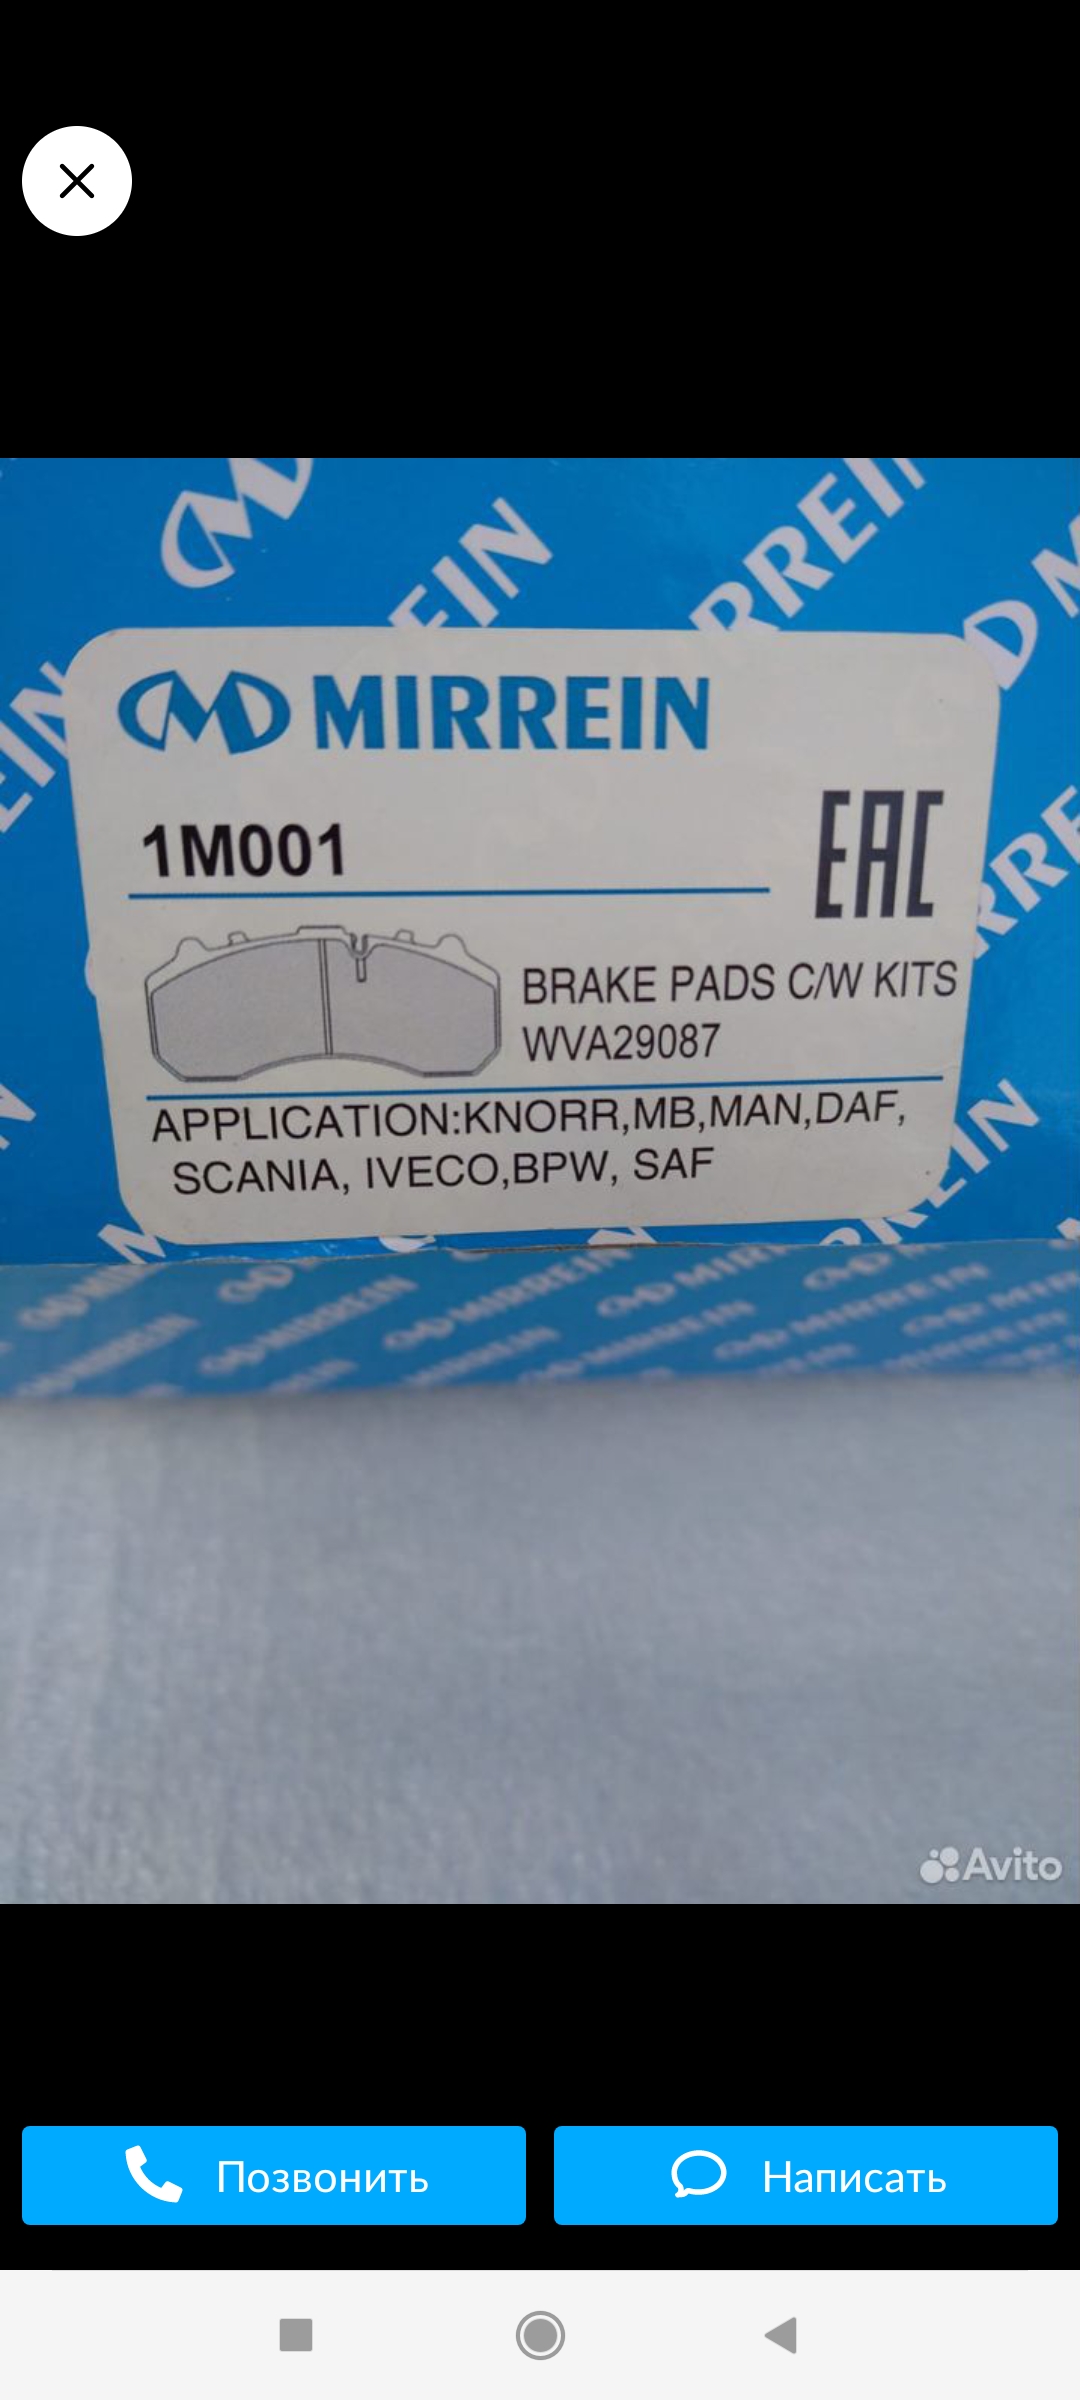 MIRREIN
1M001
EAC
BRAKE PADS C/W KITS
WVA29087
APPLICATION:KNORR,MB,MAN,DAF,
SCANIA, IVECO,BPW, SAF
Avito
Позвонить
Написать